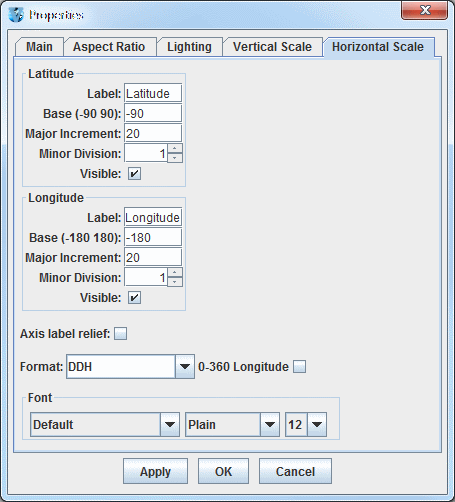 Properties
Main Aspect Ratio Lighting Vertical Scale Horizontal Scale
Latitude
Label: Latitude
Base (-90 90): -90
Major Increment: 20
Minor Division: 1
Visible:
Longitude
Label: Longitude
Base (-180 180): -180
Major Increment: 20
Minor Division: 1
Visible:
Axis label relief:
Format: DDH 0-360 Longitude
Font
Default Plain 12
Apply OK Cancel